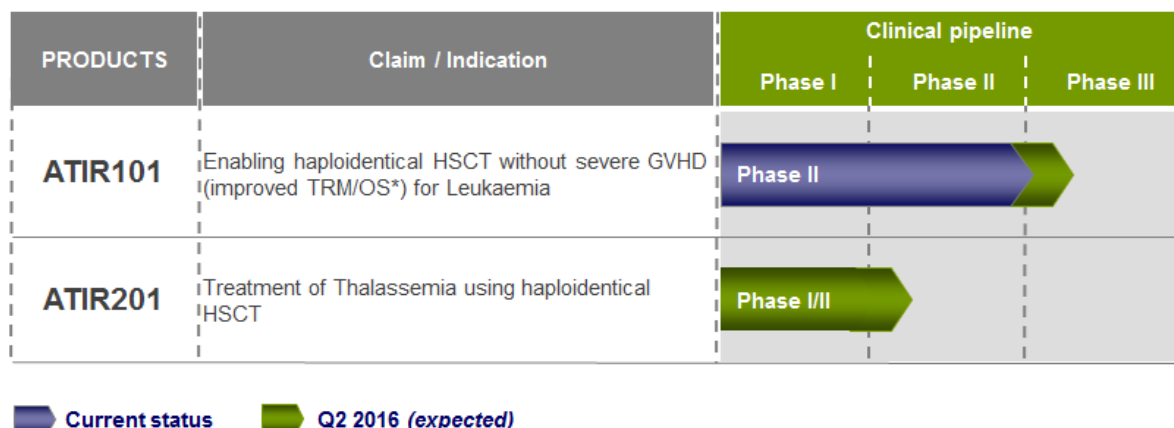 PRODUCTS
Claim / Indication
Clinical pipeline
Phase I
Phase II
Phase III
ATIR101
Enabling haploidentical HSCT without severe GVHD
(improved TRM/OS*) for Leukaemia
Phase II
ATIR201
Treatment of Thalassemia using haploidentical
HSCT
Phase I/II
Current status
Q2 2016 (expected)